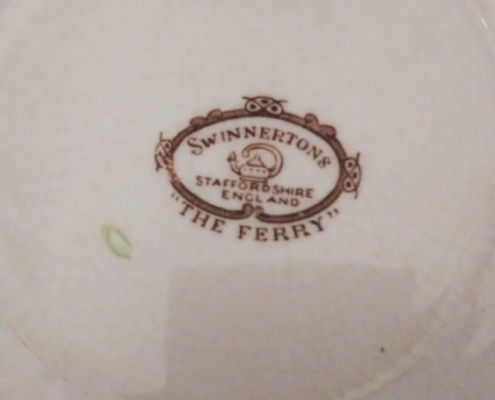 SWINNERTONS
STAFFORDSHIRE
ENGLAND
"THE FERRY"